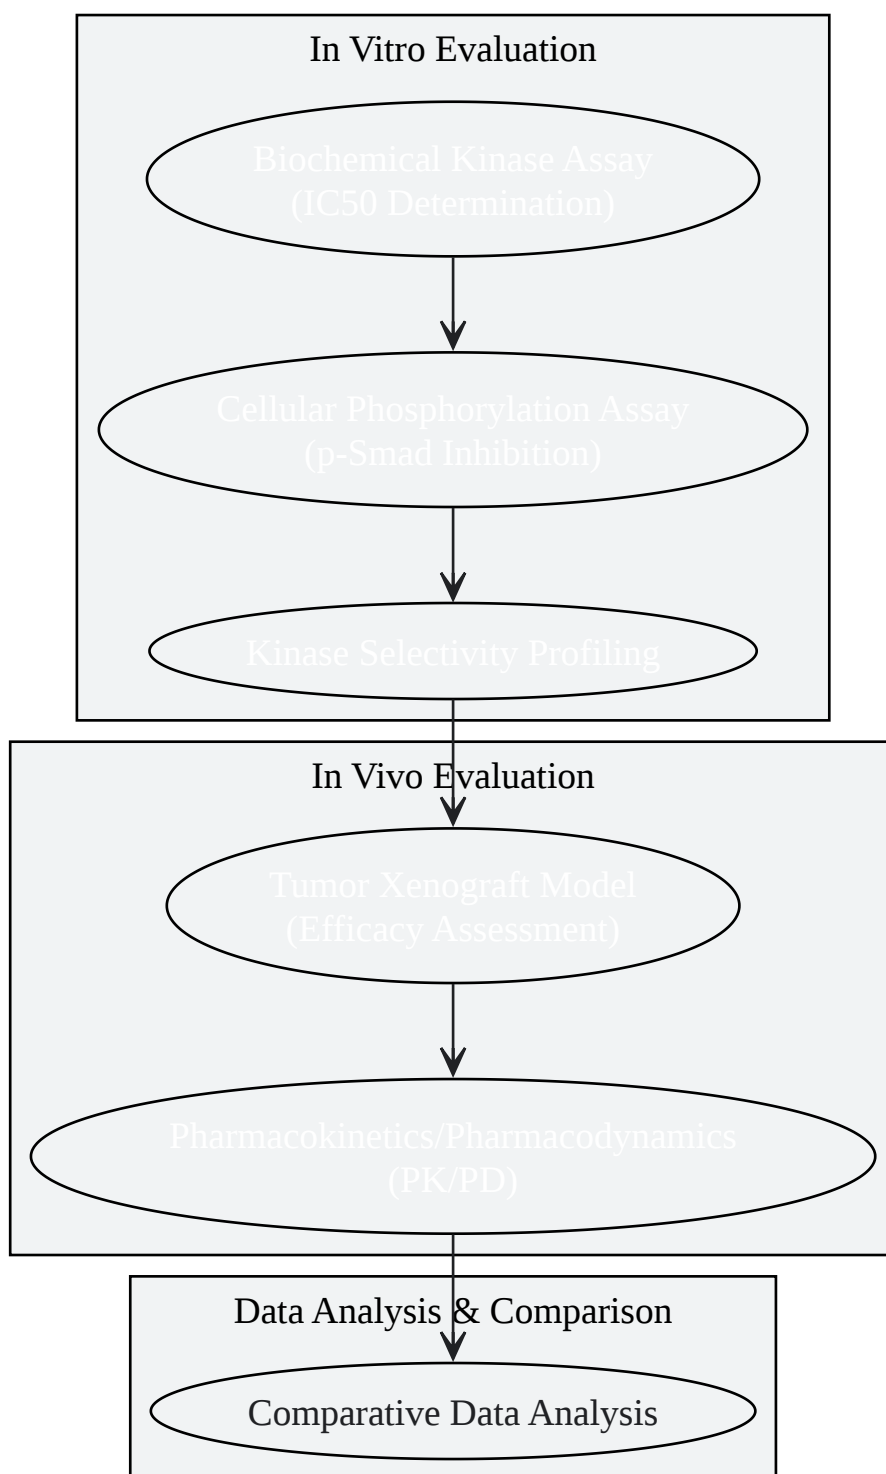 In Vitro Evaluation
Biochemical Kinase Assay
(IC50 Determination)
Cellular Phosphorylation Assay
(p-Smad Inhibition)
Kinase Selectivity Profiling
In Vivo Evaluation
Tumor Xenograft Model
(Efficacy Assessment)
Pharmacokinetics/Pharmacodynamics
(PK/PD)
Data Analysis & Comparison
Comparative Data Analysis